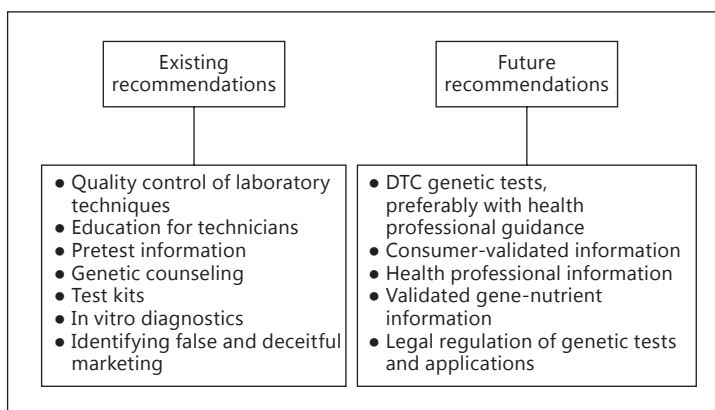 Existing
recommendations
● Quality control of laboratory
techniques
● Education for technicians
● Pretest information
● Genetic counseling
● Test kits
● In vitro diagnostics
● Identifying false and deceitful
marketing
Future
recommendations
● DTC genetic tests,
preferably with health
professional guidance
● Consumer-validated information
● Health professional information
● Validated gene-nutrient
information
● Legal regulation of genetic tests
and applications